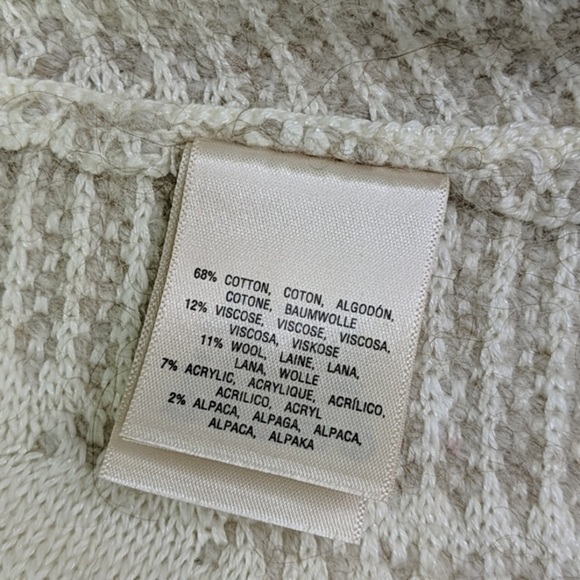 68% COTTON, COTON, ALGODÓN,
COTONE, BAUMWOLLE
12% VISCOSE, VISCOSE, VISCOSA,
VISCOSA, VISKOSE
11% WOOL, LAINE, LANA,
LANA, WOLLE
7% ACRYLIC, ACRYLIQUE, ACRÍLICO,
ACRILICO, ACRYL
2% ALPACA, ALPAGA, ALPACA,
ALPACA, ALPAKA